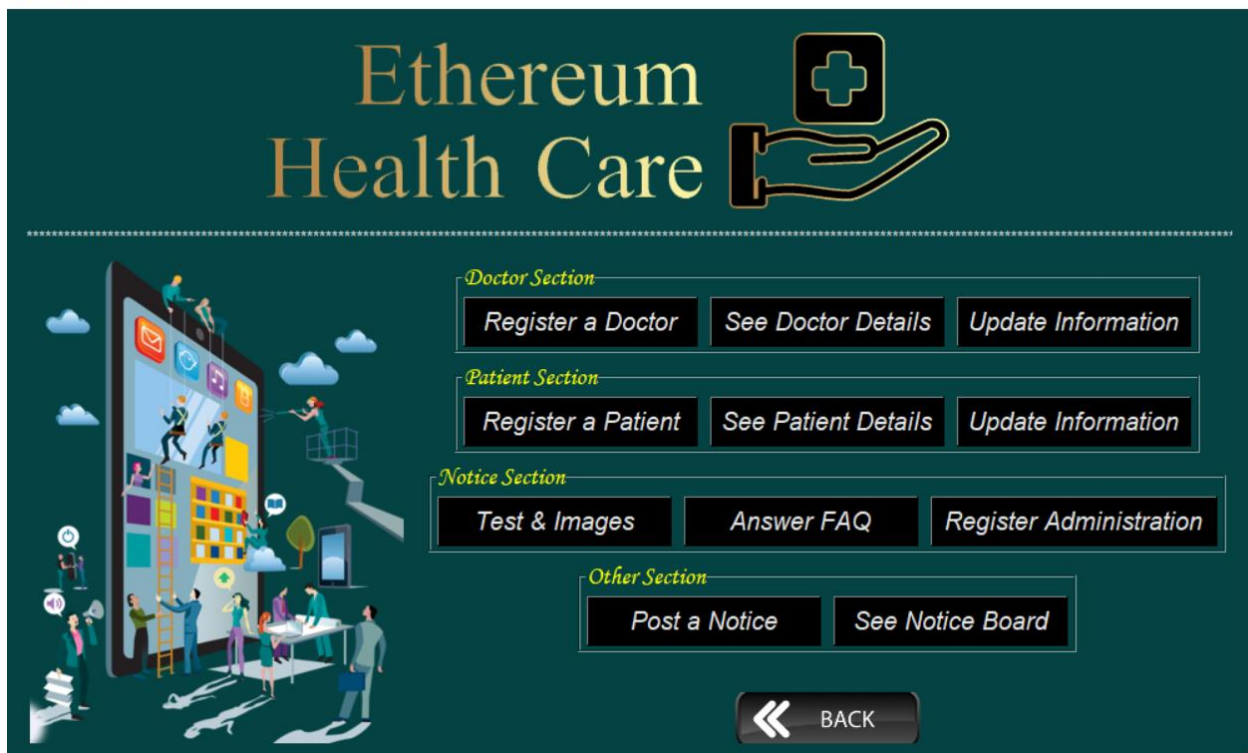 Ethereum
Health Care
********************************************************************************************************************************************************************************************************
Doctor Section
Register a Doctor See Doctor Details Update Information
Patient Section
Register a Patient See Patient Details Update Information
Notice Section
Test & Images Answer FAQ Register Administration
Other Section
Post a Notice See Notice Board
BACK